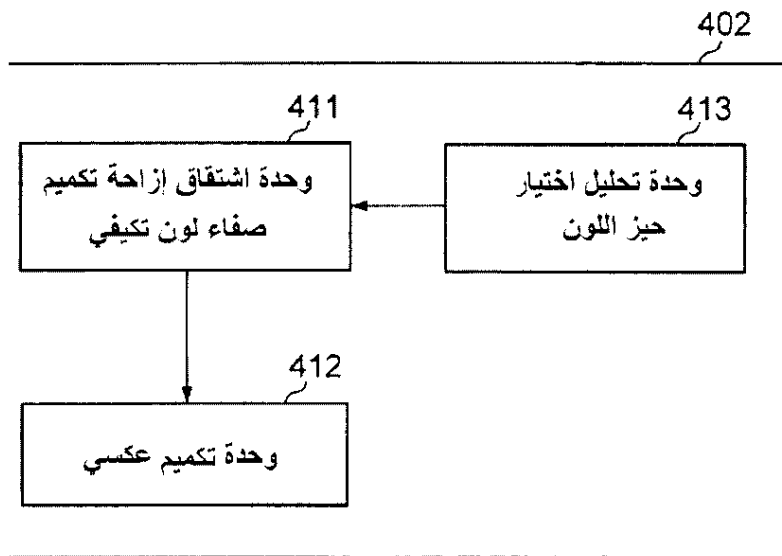 402
411
413
وحدة اشتقاق إزاحة تكميم
صفاء لون تكيفي
وحدة تحليل اختيار
حيز اللون
412
وحدة تكميم عكسي